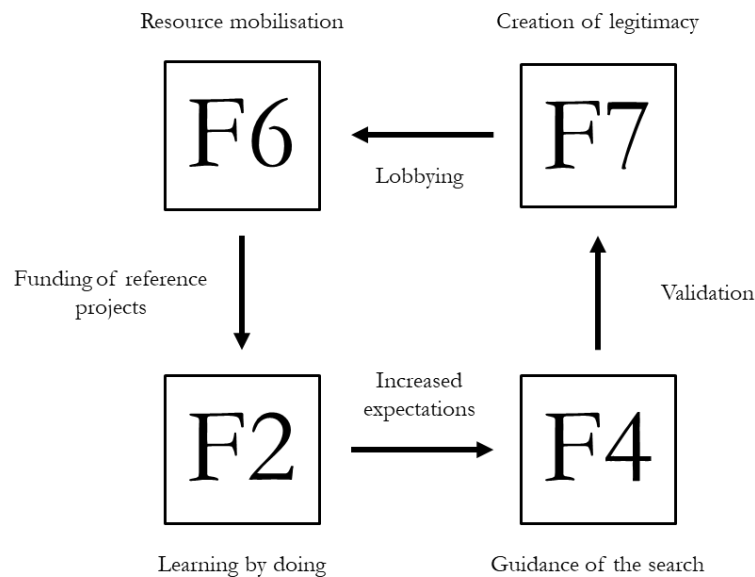 Resource mobilisation
Creation of legitimacy
F6
F7
Lobbying
Funding of reference
projects
Validation
Increased
expectations
F2
F4
Learning by doing
Guidance of the search